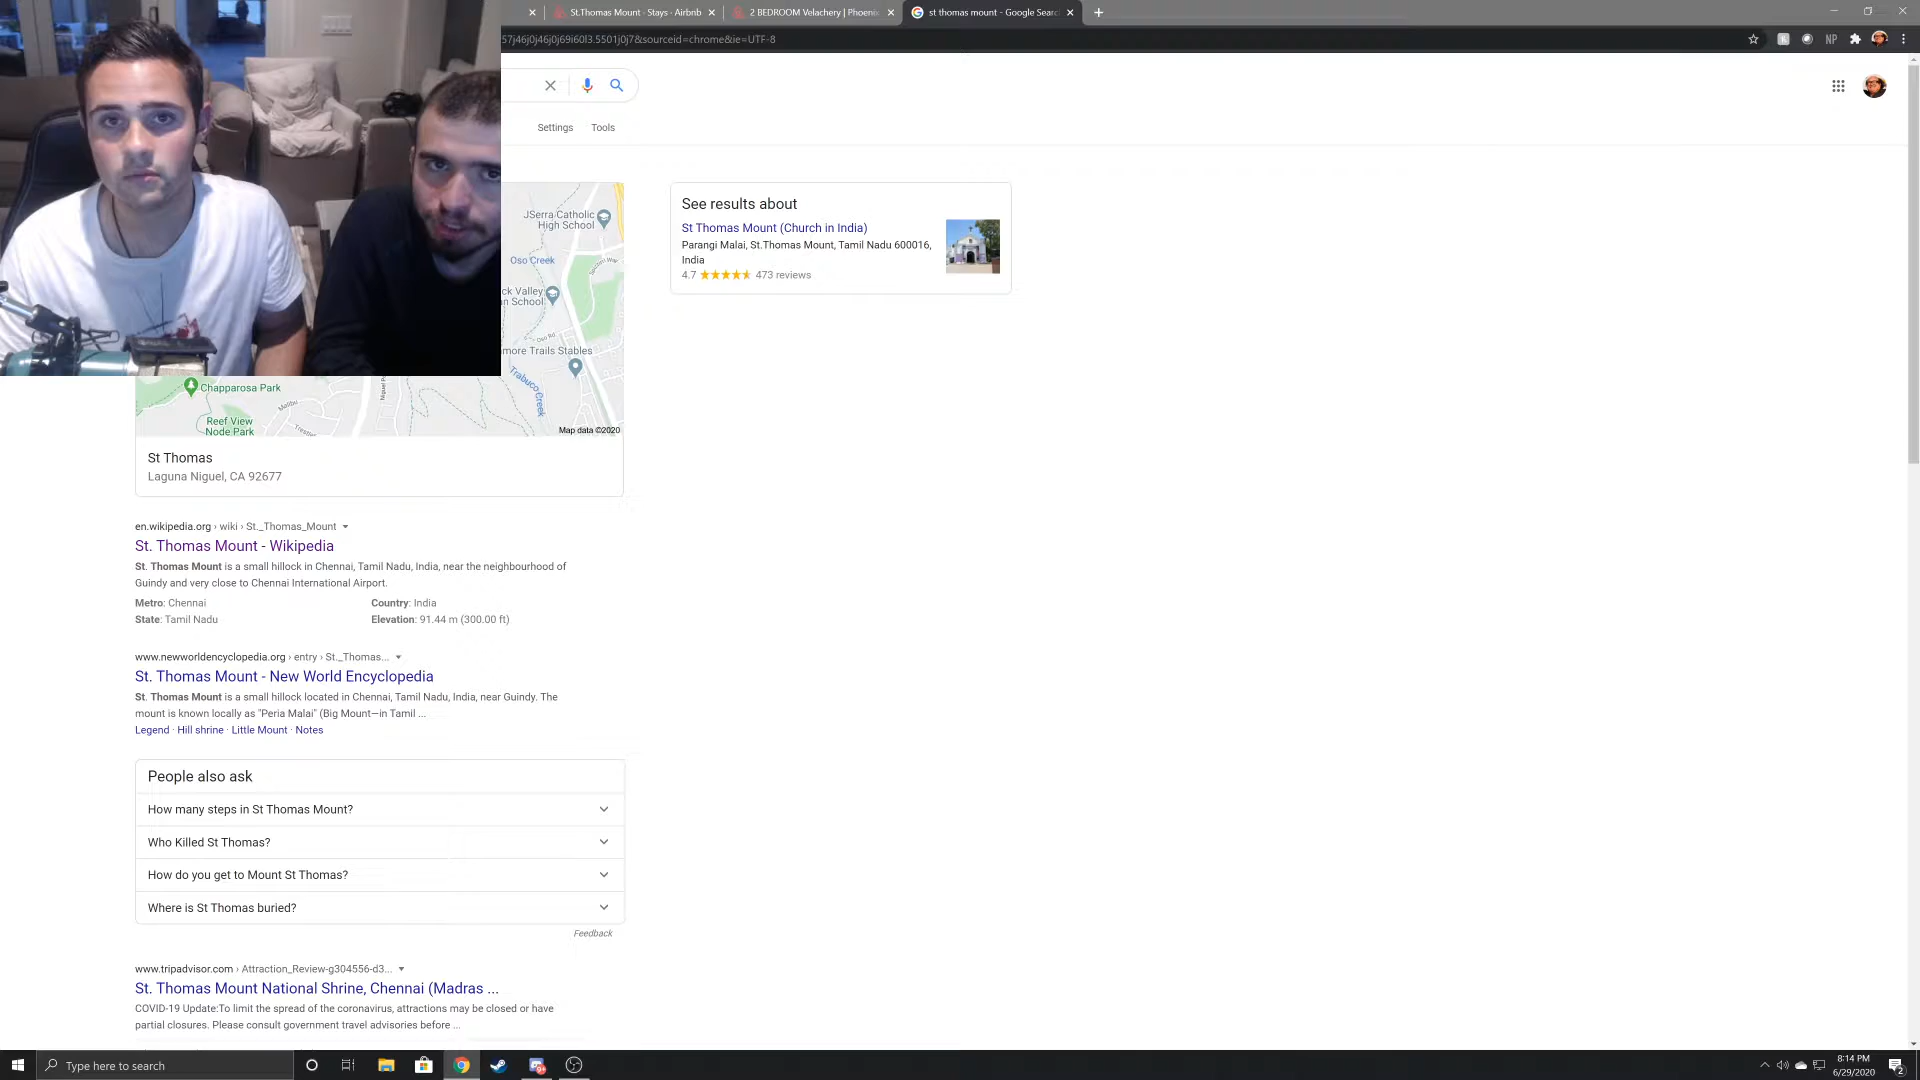 St.Thomas Mount · Stays · Airbnb
2 BEDROOM Velachery | Phoenix
st thomas mount - Google Searc
57j46j0j46j0j69i60l3.5501j0j7&sourceid=chrome&ie=UTF-8
NP
Settings Tools
JSerra Catholic
High School
Oso Creek
ck Valley
n School
Oso Rd
more Trails Stables
Trabuco Creek
Chapparosa Park
Malibu
Reef View
Node Park
Map data ©2020
St Thomas
Laguna Niguel, CA 92677
See results about
St Thomas Mount (Church in India)
Parangi Malai, St.Thomas Mount, Tamil Nadu 600016,
India
4.7 ★★★★★ 473 reviews
en.wikipedia.org › wiki › St._Thomas_Mount
St. Thomas Mount - Wikipedia
St. Thomas Mount is a small hillock in Chennai, Tamil Nadu, India, near the neighbourhood of
Guindy and very close to Chennai International Airport.
Metro: Chennai Country: India
State: Tamil Nadu Elevation: 91.44 m (300.00 ft)
www.newworldencyclopedia.org › entry › St._Thomas...
St. Thomas Mount - New World Encyclopedia
St. Thomas Mount is a small hillock located in Chennai, Tamil Nadu, India, near Guindy. The
mount is known locally as "Peria Malai" (Big Mount—in Tamil ...
Legend · Hill shrine · Little Mount · Notes
People also ask
How many steps in St Thomas Mount?
Who Killed St Thomas?
How do you get to Mount St Thomas?
Where is St Thomas buried?
Feedback
www.tripadvisor.com › Attraction_Review-g304556-d3...
St. Thomas Mount National Shrine, Chennai (Madras ...
COVID-19 Update:To limit the spread of the coronavirus, attractions may be closed or have
partial closures. Please consult government travel advisories before ...
Type here to search
8:14 PM
6/29/2020
2